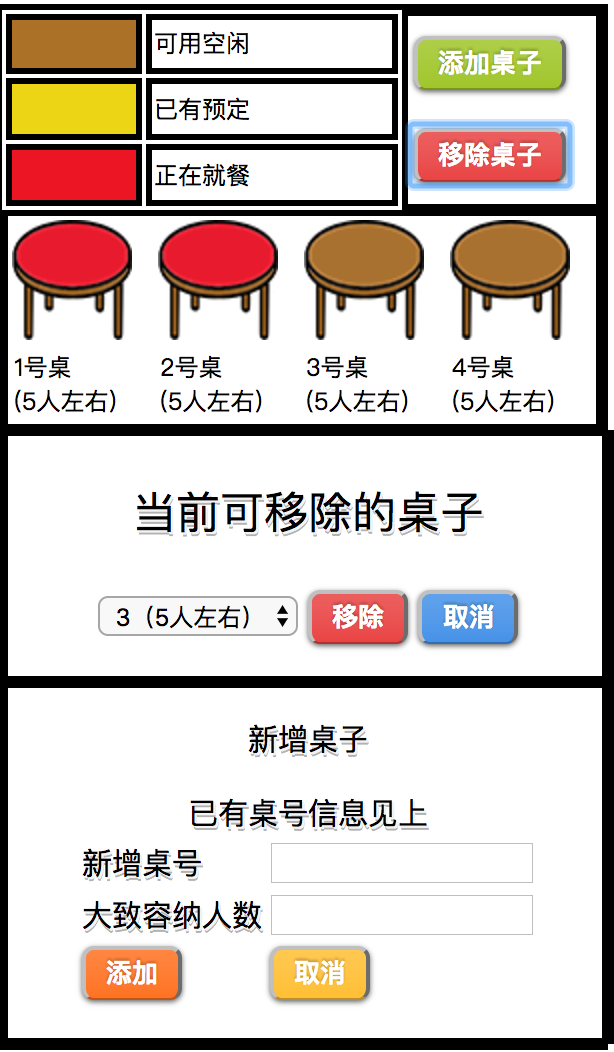 可用空闲
添加桌子
已有预定
移除桌子
正在就餐
1号桌
(5人左右)
2号桌
(5人左右)
3号桌
(5人左右)
4号桌
(5人左右)
当前可移除的桌子
3（5人左右）
移除
取消
新增桌子
已有桌号信息见上
新增桌号
大致容纳人数
添加
取消